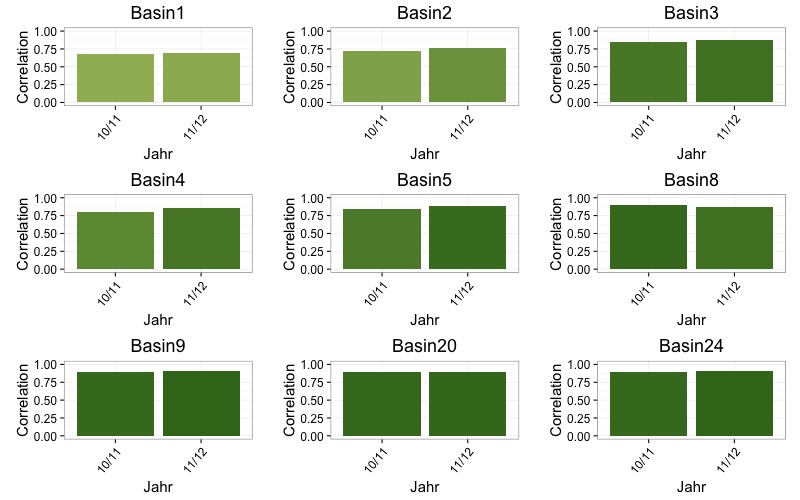 Basin1
Basin2
Basin3
Correlation
1.00
0.75
0.50
0.25
0.00
10/11
11/12
Jahr
Correlation
1.00
0.75
0.50
0.25
0.00
10/11
11/12
Jahr
Correlation
1.00
0.75
0.50
0.25
0.00
10/11
11/12
Jahr
Basin4
Basin5
Basin8
Correlation
1.00
0.75
0.50
0.25
0.00
10/11
11/12
Jahr
Correlation
1.00
0.75
0.50
0.25
0.00
10/11
11/12
Jahr
Correlation
1.00
0.75
0.50
0.25
0.00
10/11
11/12
Jahr
Basin9
Basin20
Basin24
Correlation
1.00
0.75
0.50
0.25
0.00
10/11
11/12
Jahr
Correlation
1.00
0.75
0.50
0.25
0.00
10/11
11/12
Jahr
Correlation
1.00
0.75
0.50
0.25
0.00
10/11
11/12
Jahr